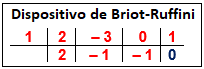 Dispositivo de Briot-Ruffini
1 2 – 3 0 1
2 – 1 – 1 0